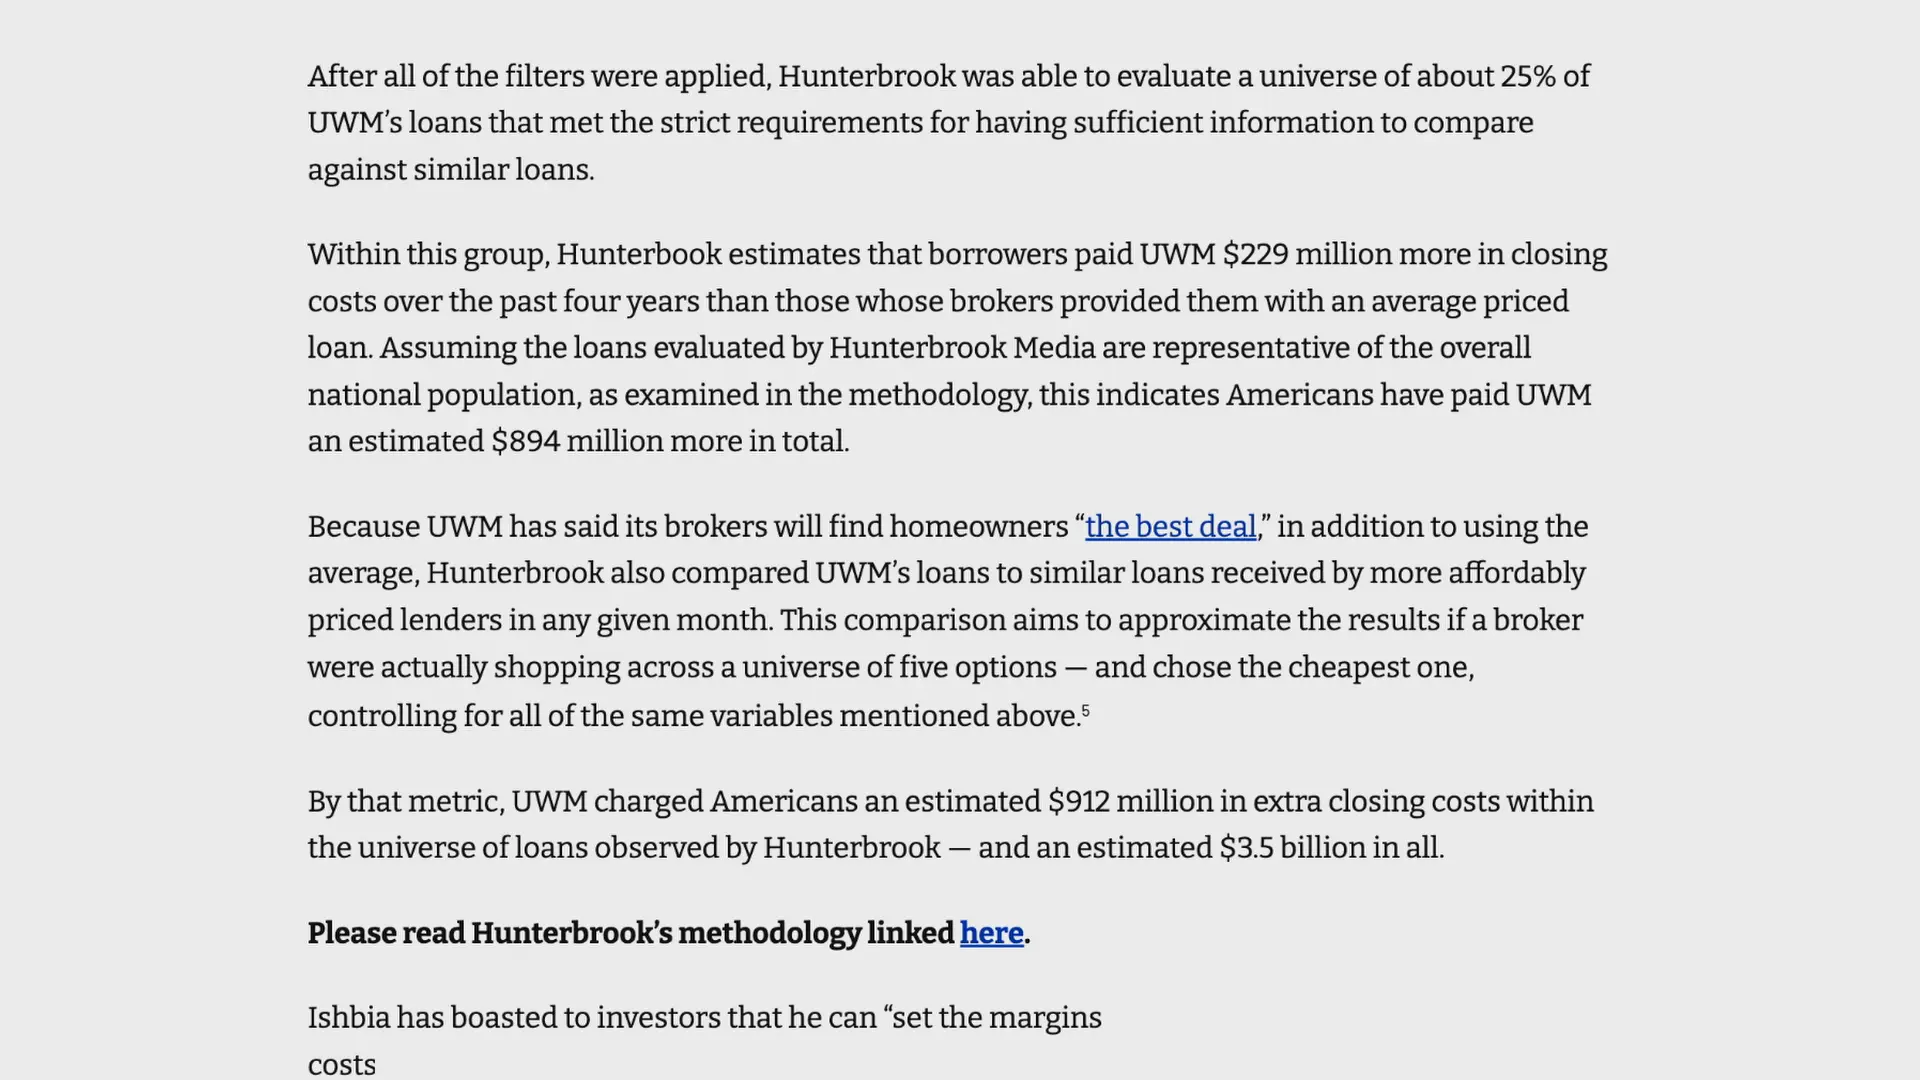 After all of the filters were applied, Hunterbrook was able to evaluate a universe of about 25% of
UWM’s loans that met the strict requirements for having sufficient information to compare
against similar loans.
Within this group, Hunterbook estimates that borrowers paid UWM $229 million more in closing
costs over the past four years than those whose brokers provided them with an average priced
loan. Assuming the loans evaluated by Hunterbrook Media are representative of the overall
national population, as examined in the methodology, this indicates Americans have paid UWM
an estimated $894 million more in total.
Because UWM has said its brokers will find homeowners “the best deal,” in addition to using the
average, Hunterbrook also compared UWM’s loans to similar loans received by more affordably
priced lenders in any given month. This comparison aims to approximate the results if a broker
were actually shopping across a universe of five options — and chose the cheapest one,
controlling for all of the same variables mentioned above.5
By that metric, UWM charged Americans an estimated $912 million in extra closing costs within
the universe of loans observed by Hunterbrook — and an estimated $3.5 billion in all.
Please read Hunterbrook’s methodology linked here.
Ishbia has boasted to investors that he can “set the margins
costs